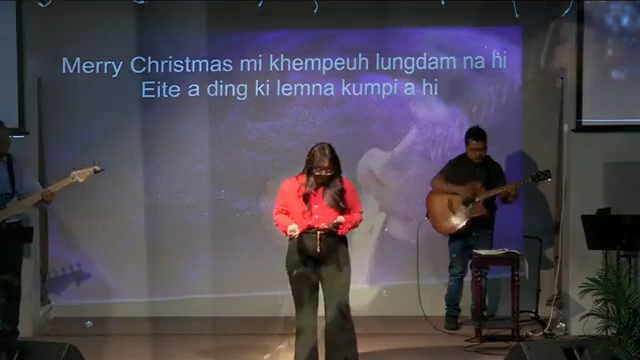 Merry Christmas mi khempeuh lungdam na hi
Eite a ding ki lemna kumpi a hi